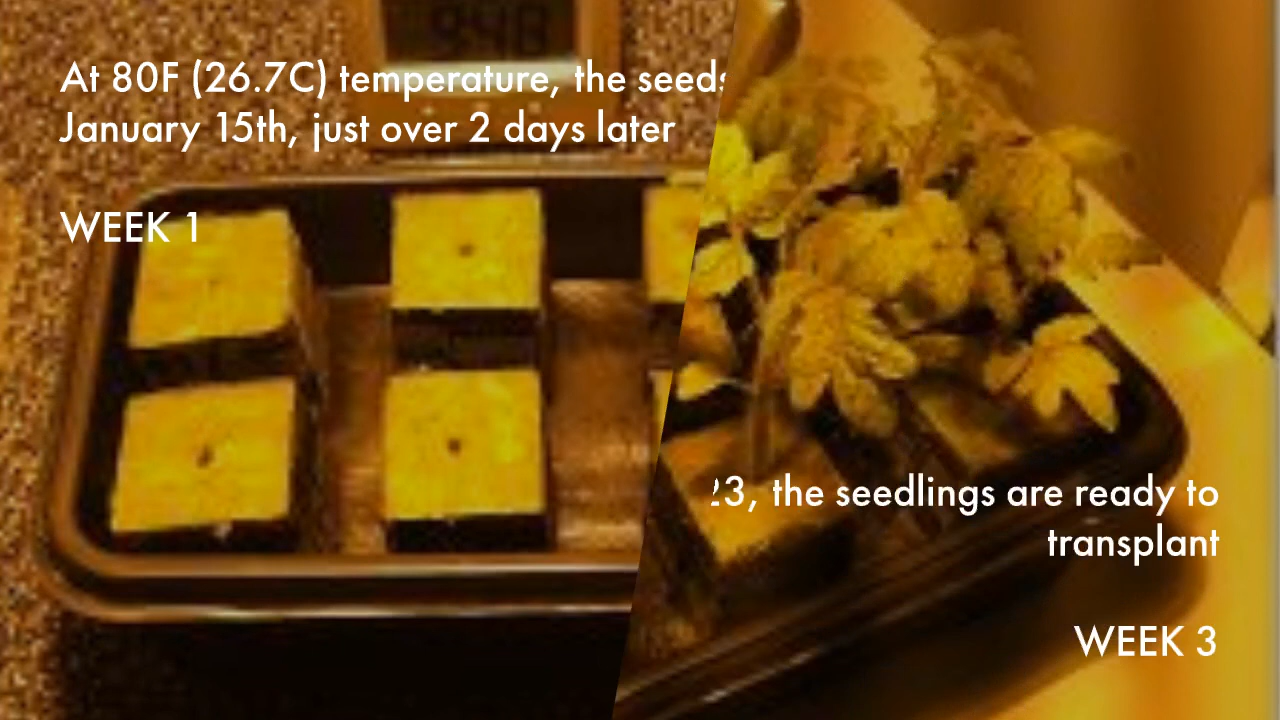 At 80F (26.7C) temperature, the seeds
January 15th, just over 2 days later
WEEK 1
3, the seedlings are ready to
transplant
WEEK 3